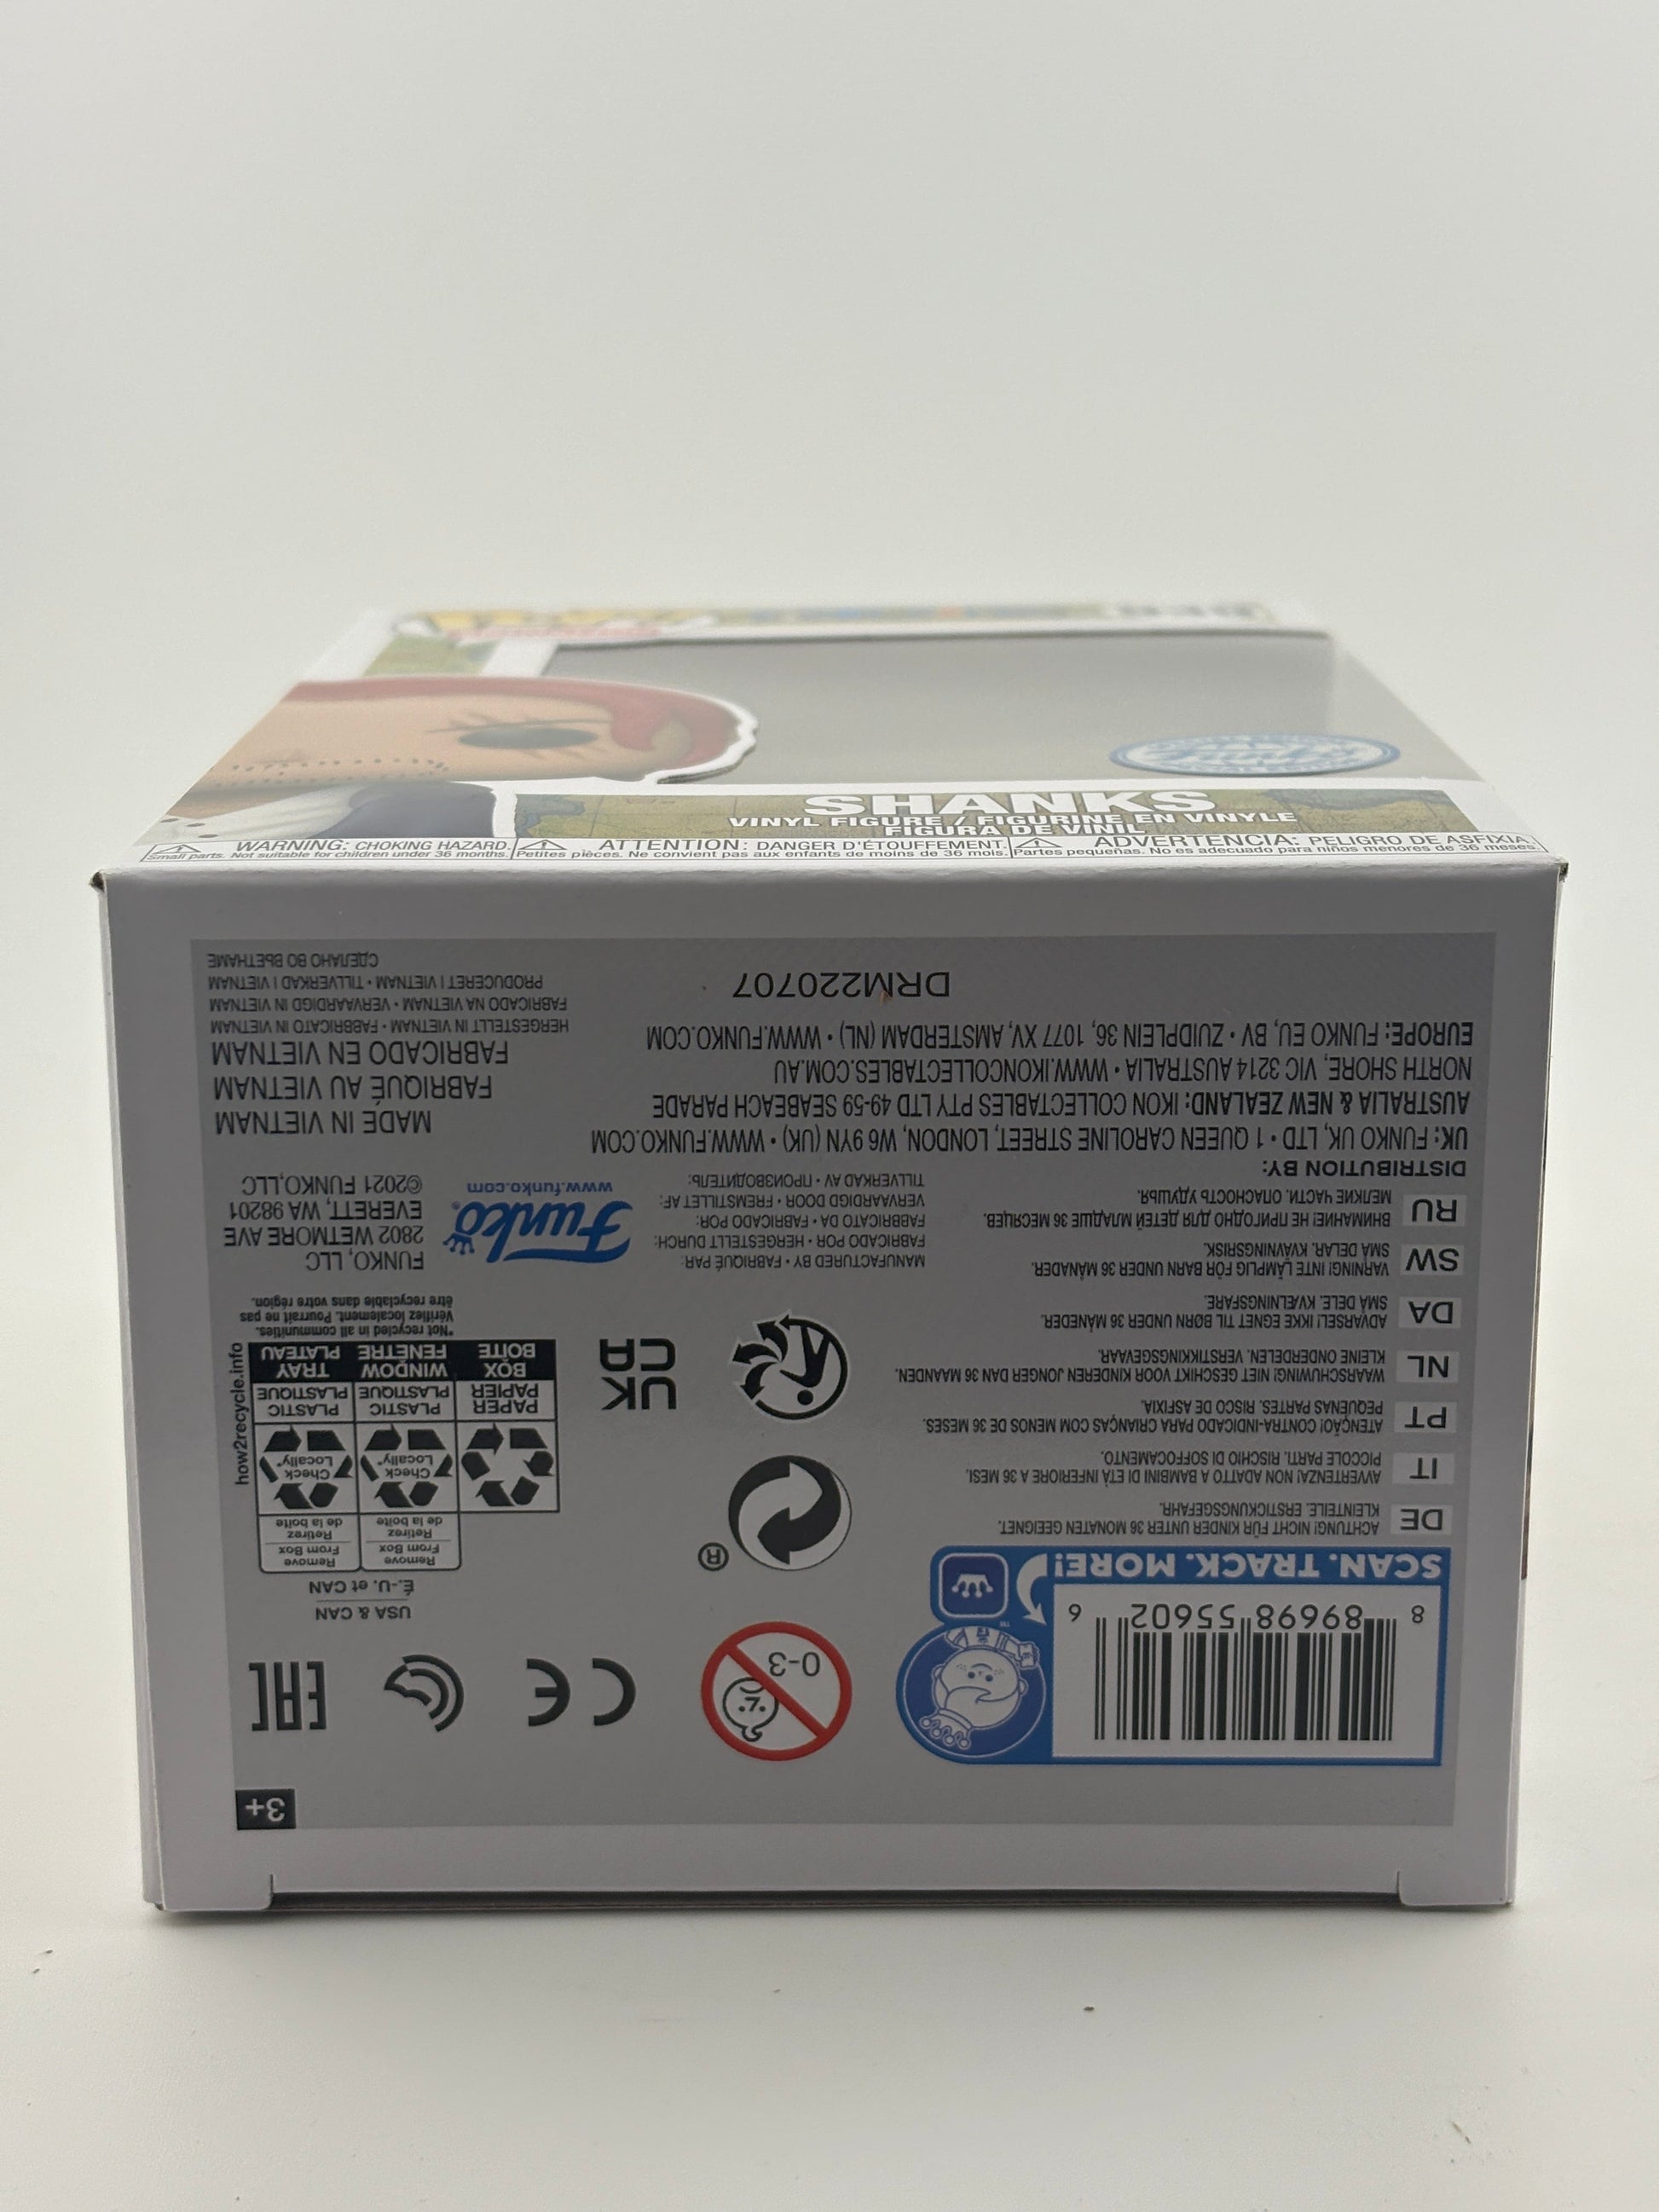 SHANKS
VINYL FIGURE / FIGURINE EN VINYLE
FIGURA DE VINIL
WARNING: CHOKING HAZARD.
Small parts. Not suitable for children under 36 months.
ATTENTION: DANGER D'ÉTOUFFEMENT.
Petites pièces. Ne convient pas aux enfants de moins de 36 mois.
ADVERTENCIA: PELIGRO DE ASFIXIA.
Partes pequeñas. No es adecuado para niños menores de 36 meses.
3+
8 89698 55602 6
SCAN. TRACK. MORE!
™
0-3
CE
EAC
USA & CAN
É.-U. et CAN
Remove
From Box
Retirez
de la boîte
Remove
From Box
Retirez
de la boîte
Check
Locally*
Check
Locally*
PAPER
PAPIER
PLASTIC
PLASTIQUE
PLASTIC
PLASTIQUE
BOX
BOÎTE
WINDOW
FENÊTRE
TRAY
PLATEAU
how2recycle.info
*Not recycled in all communities.
Vérifiez localement. Pourrait ne pas
être recyclable dans votre région.
®
UK
CA
DE
ACHTUNG! NICHT FÜR KINDER UNTER 36 MONATEN GEEIGNET.
KLEINTEILE. ERSTICKUNGSGEFAHR.
IT
AVVERTENZA! NON ADATTO A BAMBINI DI ETÀ INFERIORE A 36 MESI.
PICCOLE PARTI. RISCHIO DI SOFFOCAMENTO.
PT
ATENÇÃO! CONTRA-INDICADO PARA CRIANÇAS COM MENOS DE 36 MESES.
PEQUENAS PARTES. RISCO DE ASFIXIA.
NL
WAARSCHUWING! NIET GESCHIKT VOOR KINDEREN JONGER DAN 36 MAANDEN.
KLEINE ONDERDELEN. VERSTIKKINGSGEVAAR.
DA
ADVARSEL! IKKE EGNET TIL BØRN UNDER 36 MÅNEDER.
SMÅ DELE. KVÆLNINGSFARE.
SW
VARNING! INTE LÄMPLIG FÖR BARN UNDER 36 MÅNADER.
SMÅ DELAR. KVÄVNINGSRISK.
RU
ВНИМАНИЕ! НЕ ПРИГОДНО ДЛЯ ДЕТЕЙ МЛАДШЕ 36 МЕСЯЦЕВ.
МЕЛКИЕ ЧАСТИ. ОПАСНОСТЬ УДУШЬЯ.
MANUFACTURED BY • FABRIQUÉ PAR:
FABRICADO POR • HERGESTELLT DURCH:
FABBRICATO DA • FABRICADO POR:
VERVAARDIGD DOOR • FREMSTILLET AF:
TILLVERKAD AV • ПРОИЗВОДИТЕЛЬ:
Funko®
www.funko.com
FUNKO, LLC
2802 WETMORE AVE
EVERETT, WA 98201
©2021 FUNKO, LLC
DISTRIBUTION BY:
UK: FUNKO UK, LTD • 1 QUEEN CAROLINE STREET, LONDON, W6 9YN (UK) • WWW.FUNKO.COM
AUSTRALIA & NEW ZEALAND: IKON COLLECTABLES PTY LTD 49-59 SEABEACH PARADE
NORTH SHORE, VIC 3214 AUSTRALIA • WWW.IKONCOLLECTABLES.COM.AU
EUROPE: FUNKO EU, BV • ZUIDPLEIN 36, 1077 XV, AMSTERDAM (NL) • WWW.FUNKO.COM
DRM220707
MADE IN VIETNAM
FABRIQUÉ AU VIETNAM
FABRICADO EN VIETNAM
HERGESTELLT IN VIETNAM • FABBRICATO IN VIETNAM
FABRICADO NA VIETNAM • VERVAARDIGD IN VIETNAM
PRODUCERET I VIETNAM • TILLVERKAD I VIETNAM
СДЕЛАНО ВО ВЬЕТНАМЕ